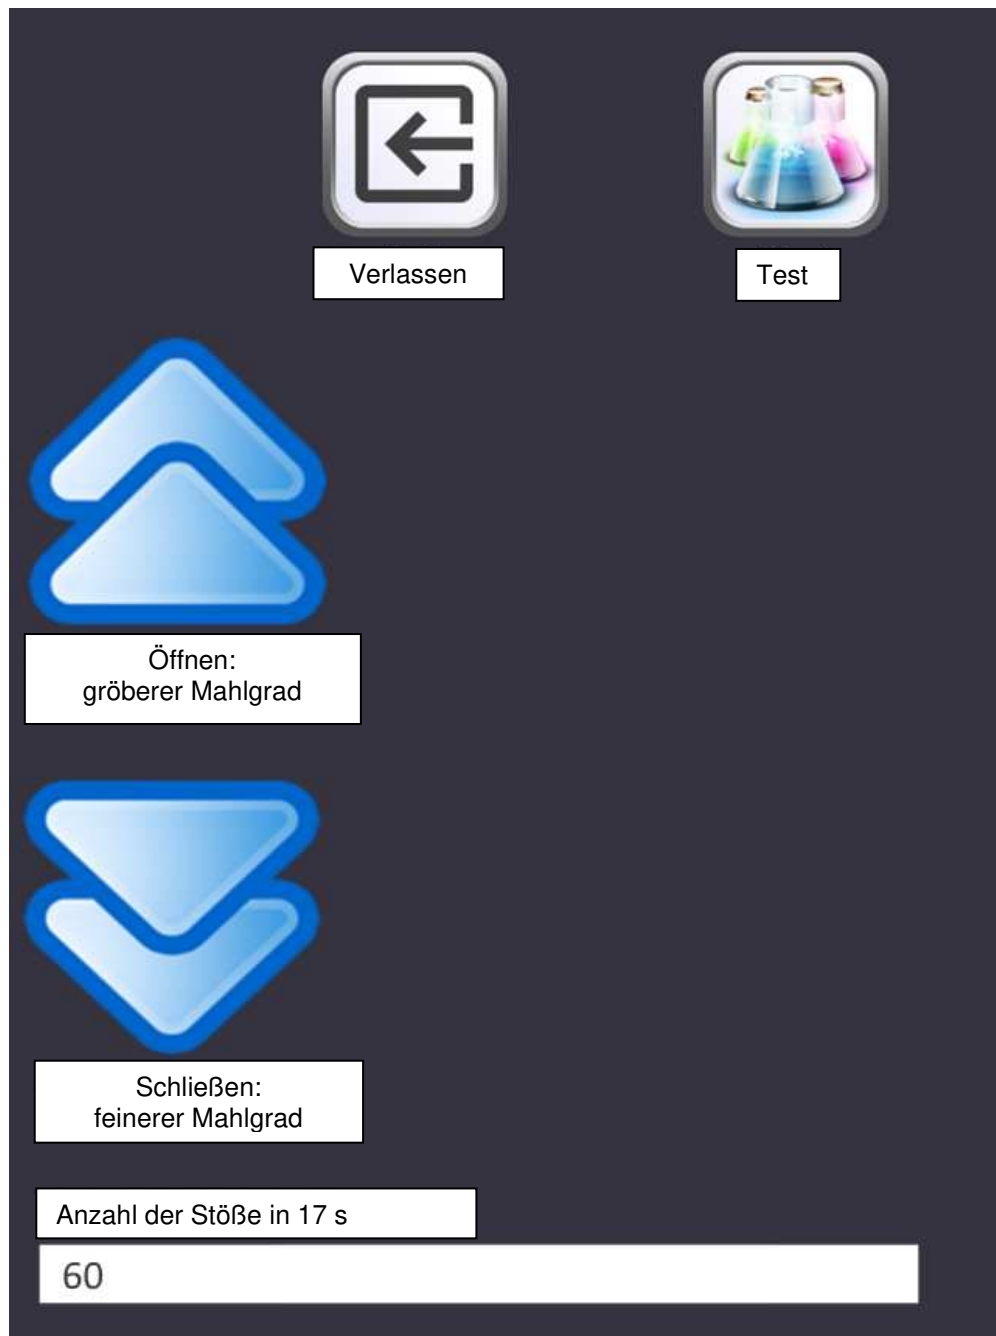 Verlassen
Test
Öffnen:
gröberer Mahlgrad
Schließen:
feinerer Mahlgrad
Anzahl der Stöße in 17 s
60